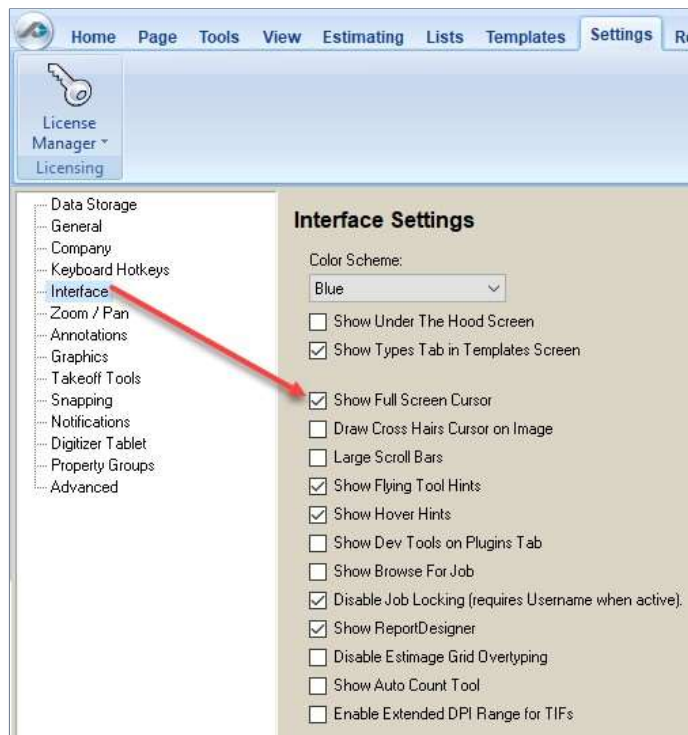 Home Page Tools View Estimating Lists Templates Settings
License
Manager
Licensing
Data Storage
General
Company
Keyboard Hotkeys
Interface
Zoom / Pan
Annotations
Graphics
Takeoff Tools
Snapping
Notifications
Digitizer Tablet
Property Groups
Advanced
Interface Settings
Color Scheme:
Blue
Show Under The Hood Screen
Show Types Tab in Templates Screen
Show Full Screen Cursor
Draw Cross Hairs Cursor on Image
Large Scroll Bars
Show Flying Tool Hints
Show Hover Hints
Show Dev Tools on Plugins Tab
Show Browse For Job
Disable Job Locking (requires Username when active).
Show ReportDesigner
Disable Estimage Grid Overtyping
Show Auto Count Tool
Enable Extended DPI Range for TIFs